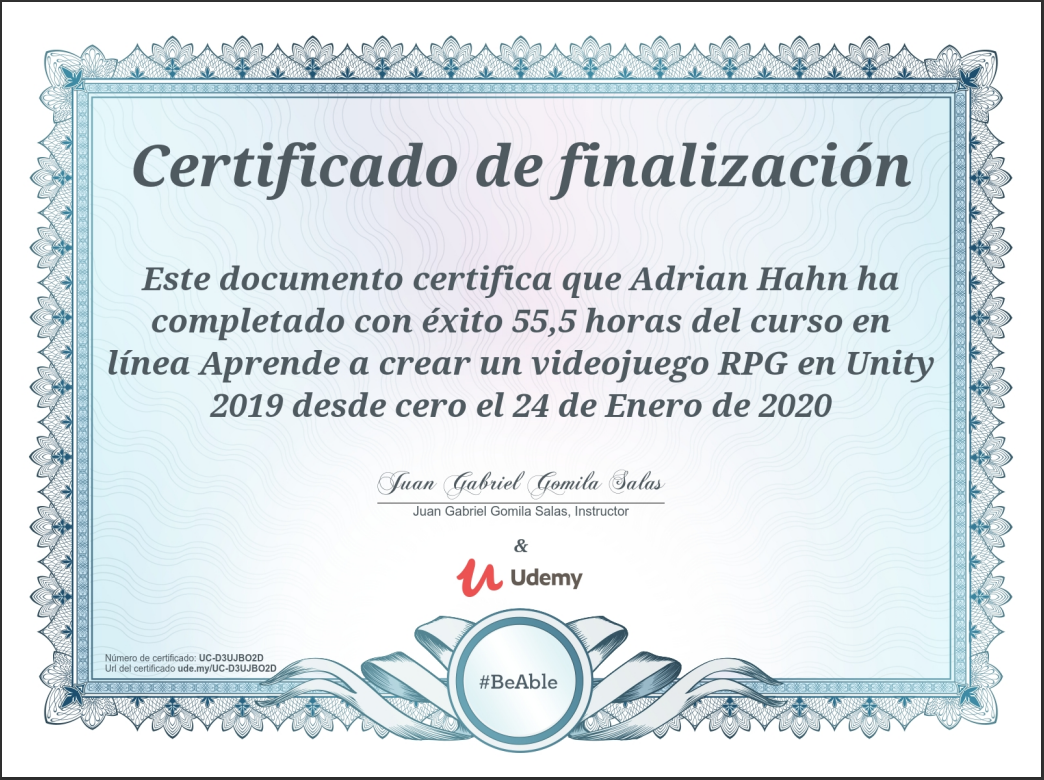 Certificado de finalización
Este documento certifica que Adrian Hahn ha
completado con éxito 55,5 horas del curso en
línea Aprende a crear un videojuego RPG en Unity
2019 desde cero el 24 de Enero de 2020
Juan Gabriel Gomila Salas
Juan Gabriel Gomila Salas, Instructor
&
Udemy
#BeAble
Número de certificado: UC-D3UJBO2D
Url del certificado ude.my/UC-D3UJBO2D